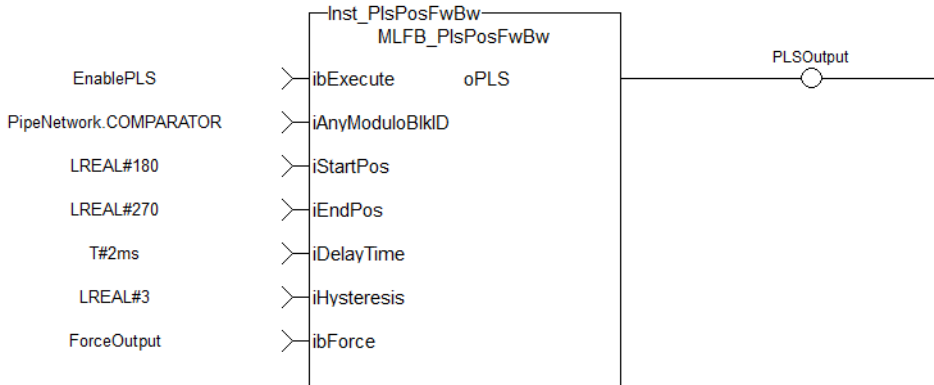 Inst_PlsPosFwBw
MLFB_PlsPosFwBw
PLSOutput
EnablePLS ibExecute oPLS
PipeNetwork.COMPARATOR iAnyModuloBlkID
LREAL#180 iStartPos
LREAL#270 iEndPos
T#2ms iDelayTime
LREAL#3 iHysteresis
ForceOutput ibForce